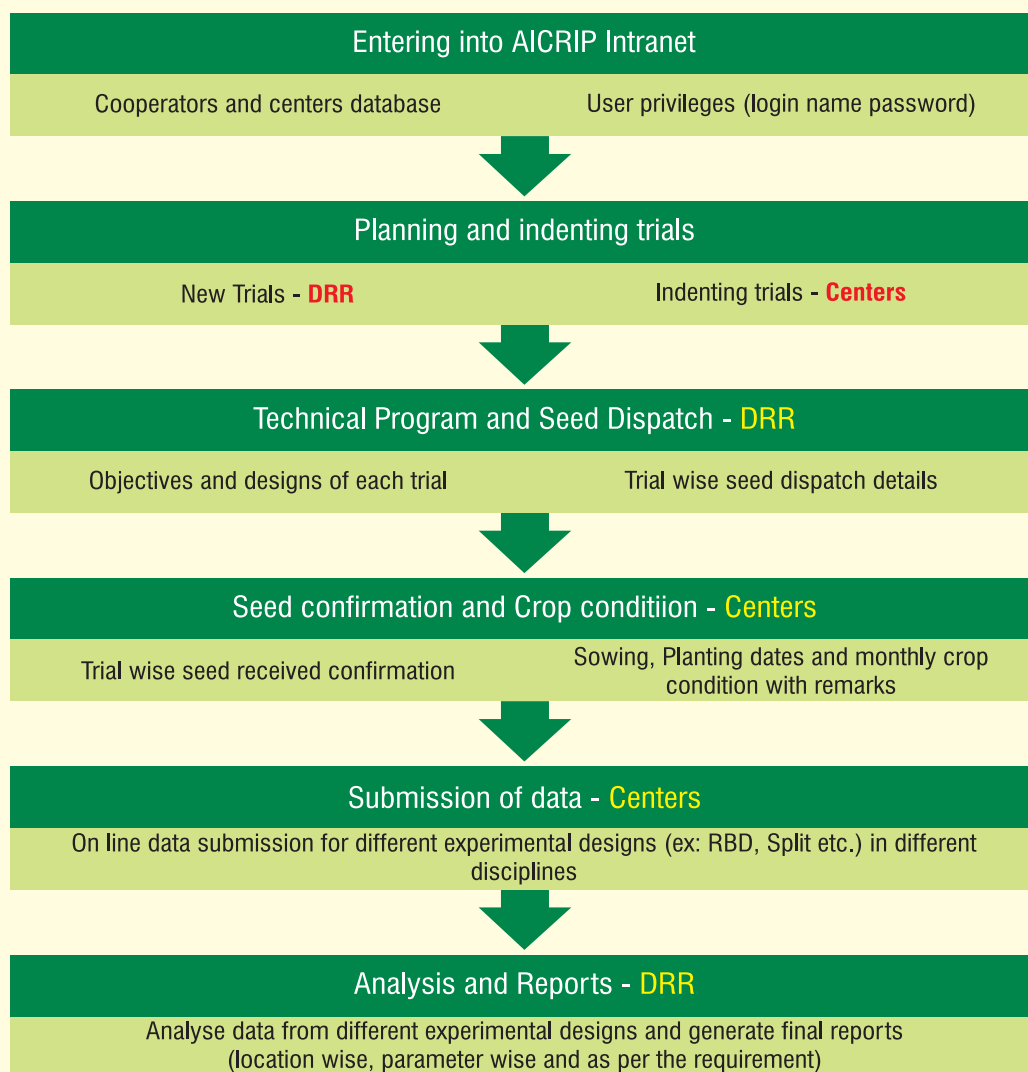 Entering into AICRIP Intranet
Cooperators and centers database
User privileges (login name password)
Planning and indenting trials
New Trials - DRR
Indenting trials - Centers
Technical Program and Seed Dispatch - DRR
Objectives and designs of each trial
Trial wise seed dispatch details
Seed confirmation and Crop conditiion - Centers
Trial wise seed received confirmation
Sowing, Planting dates and monthly crop
condition with remarks
Submission of data - Centers
On line data submission for different experimental designs (ex: RBD, Split etc.) in different
disciplines
Analysis and Reports - DRR
Analyse data from different experimental designs and generate final reports
(location wise, parameter wise and as per the requirement)